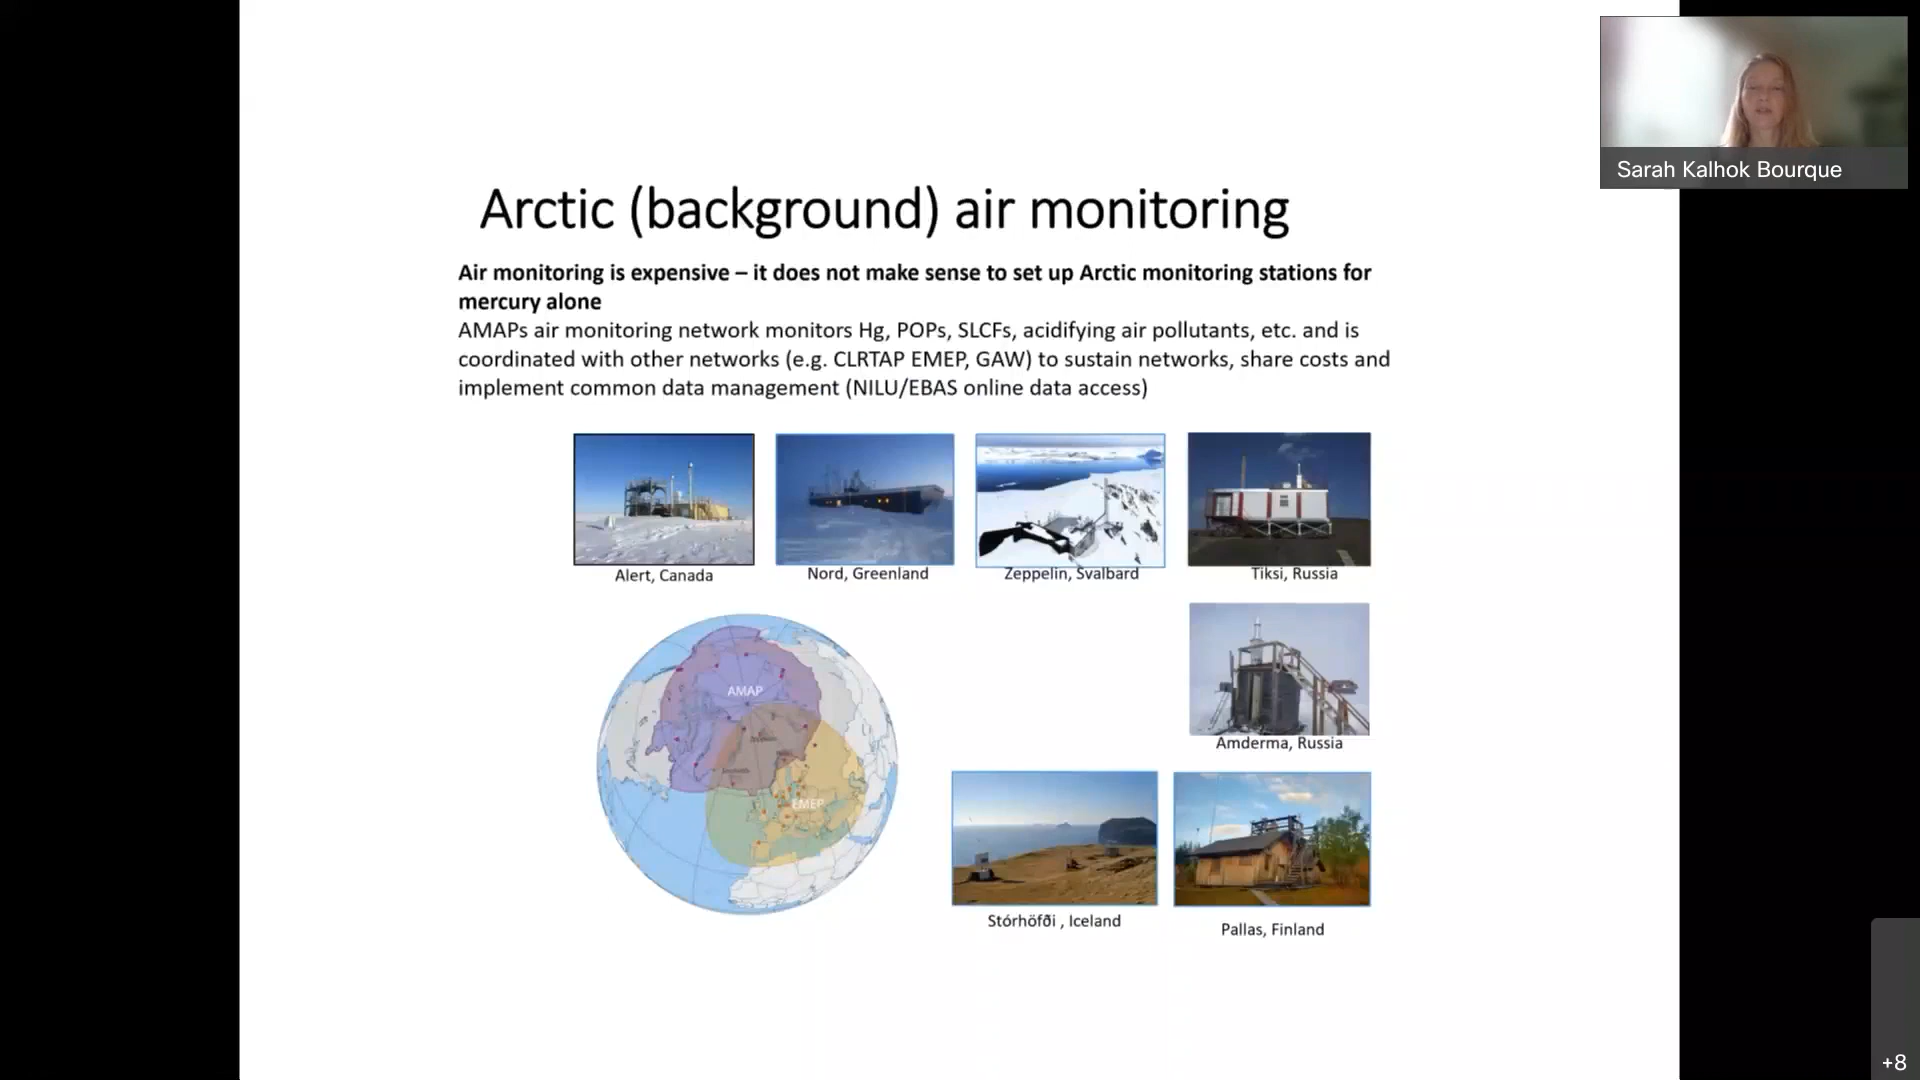 Sarah Kalhok Bourque
Arctic (background) air monitoring
Air monitoring is expensive – it does not make sense to set up Arctic monitoring stations for
mercury alone
AMAPs air monitoring network monitors Hg, POPs, SLCFs, acidifying air pollutants, etc. and is
coordinated with other networks (e.g. CLRTAP EMEP, GAW) to sustain networks, share costs and
implement common data management (NILU/EBAS online data access)
Alert, Canada
Nord, Greenland
Zeppelin, Svalbard
Tiksi, Russia
AMAP
EMEP
Amderma, Russia
Stórhöfði , Iceland
Pallas, Finland
+8